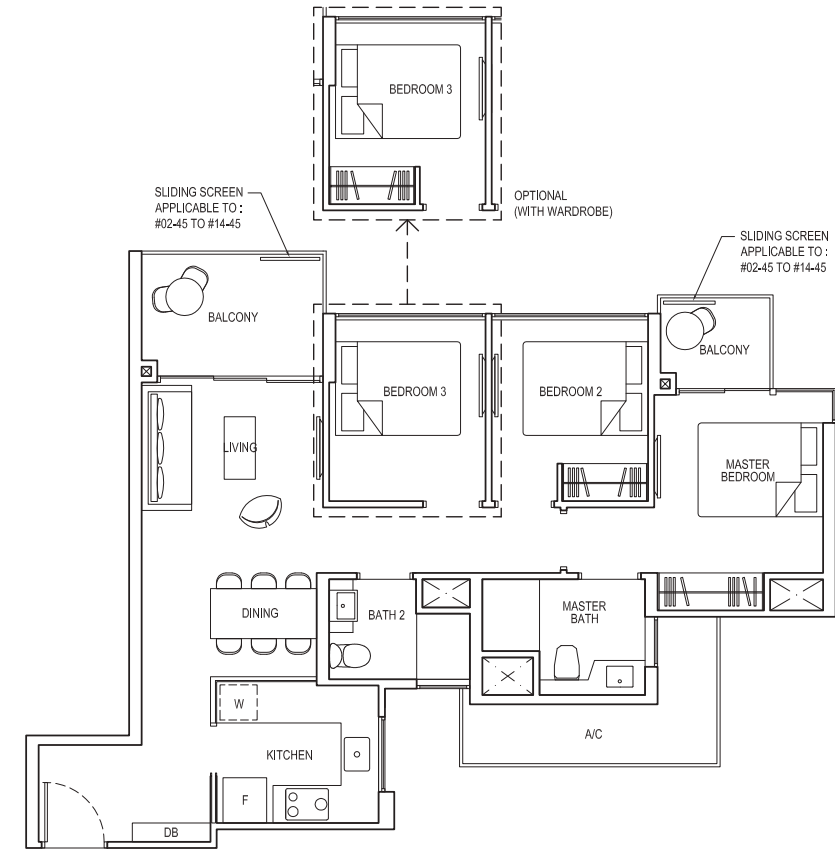 BEDROOM 3
OPTIONAL
(WITH WARDROBE)
SLIDING SCREEN
APPLICABLE TO :
#02-45 TO #14-45
SLIDING SCREEN
APPLICABLE TO :
#02-45 TO #14-45
BALCONY
BALCONY
BEDROOM 3
BEDROOM 2
LIVING
MASTER
BEDROOM
DINING
BATH 2
MASTER
BATH
W
KITCHEN
A/C
F
DB